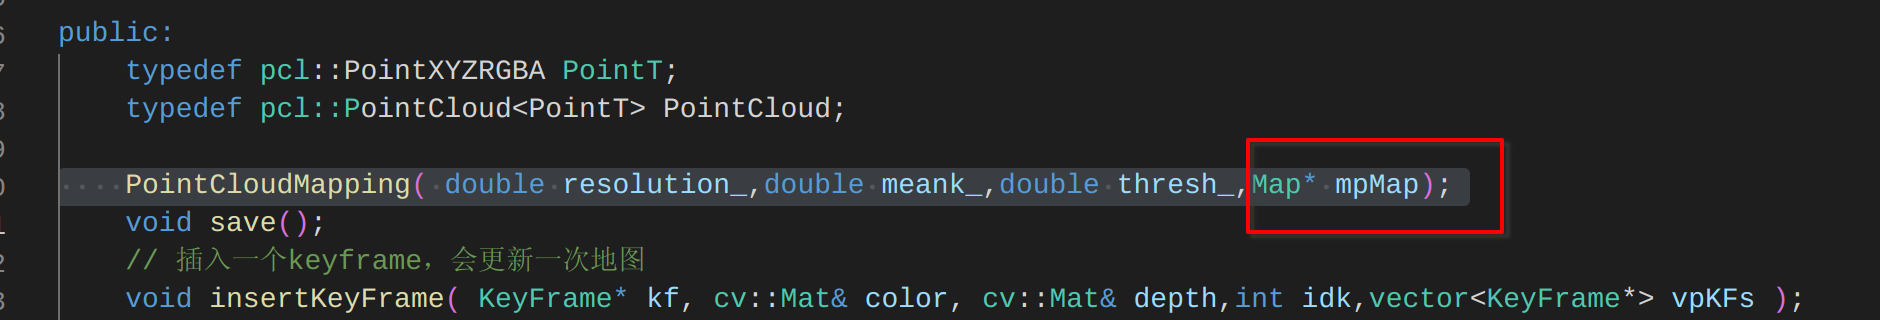 public:
typedef pcl::PointXYZRGBA PointT;
typedef pcl::PointCloud<PointT> PointCloud;
PointCloudMapping( double resolution_,double meank_,double thresh_,Map* mpMap);
void save();
// 插入一个keyframe，会更新一次地图
void insertKeyFrame( KeyFrame* kf, cv::Mat& color, cv::Mat& depth,int idk,vector<KeyFrame*> vpKFs );